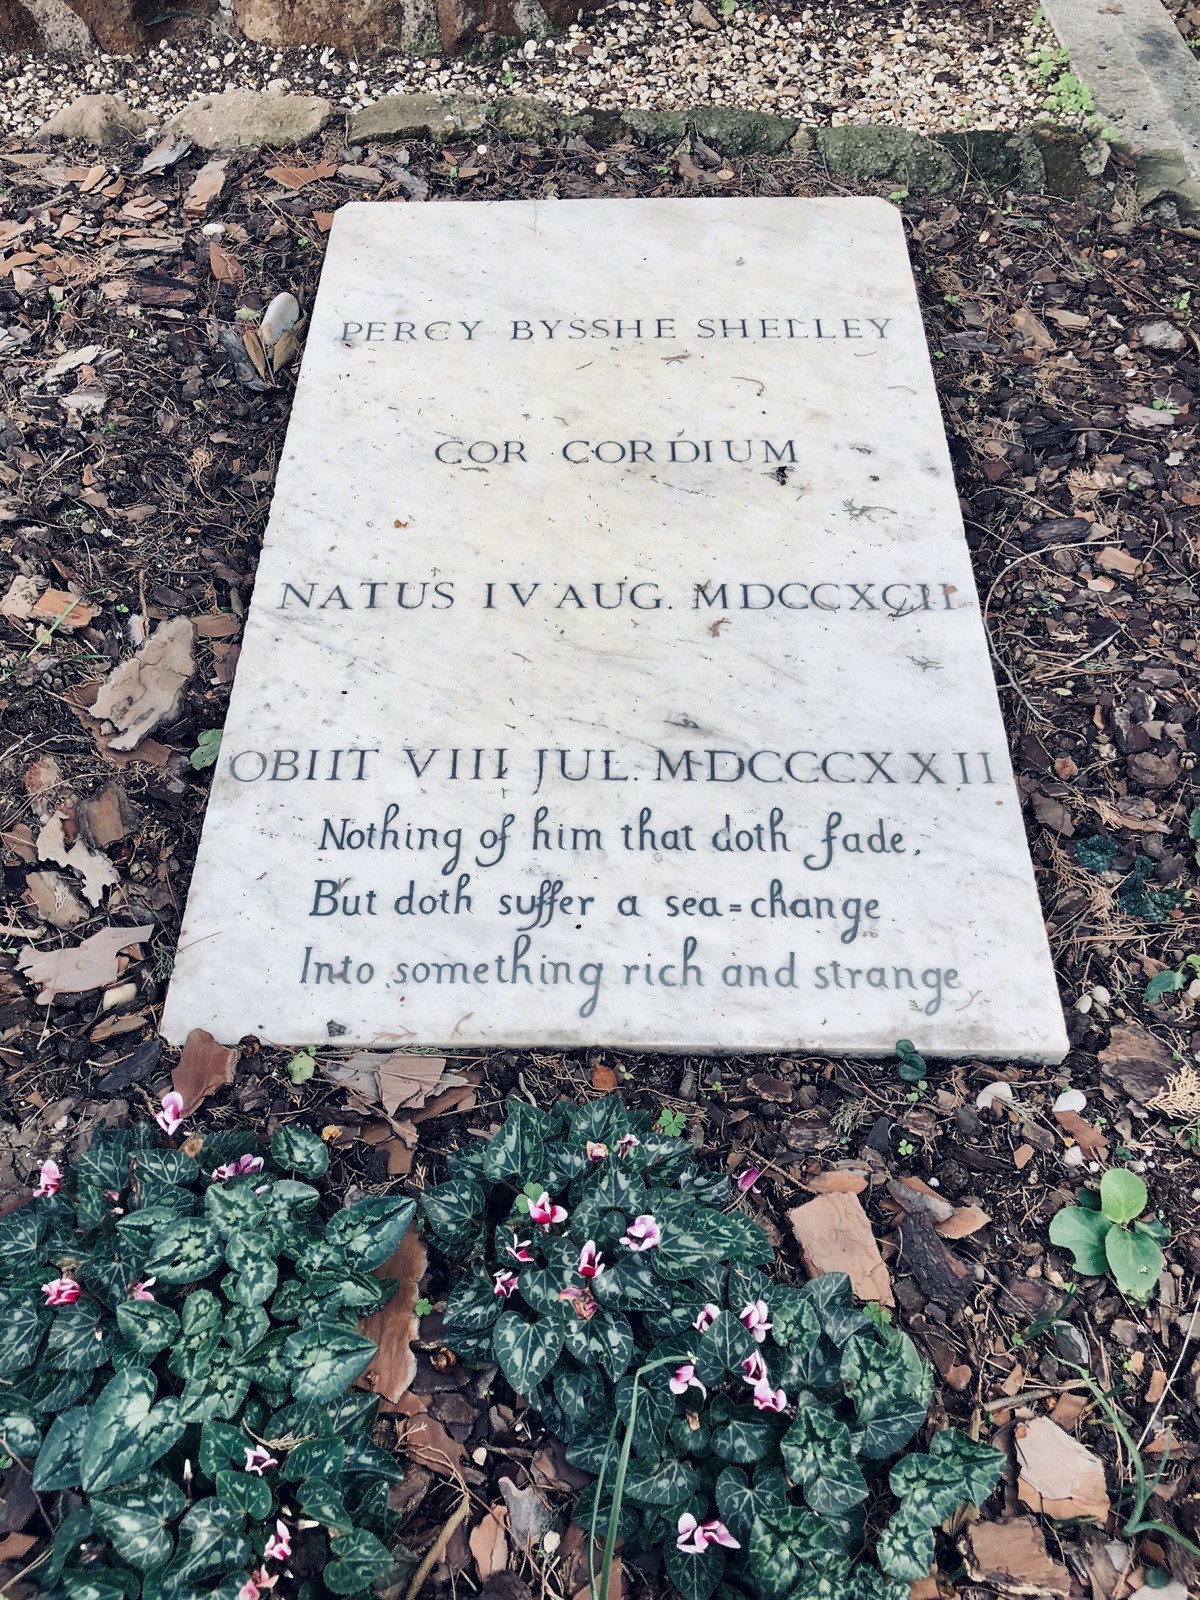 PERCY BYSSHE SHELLEY
COR CORDIUM
NATUS IV AUG. MDCCXCII
OBIIT VIII JUL. MDCCCXXII
Nothing of him that doth fade,
But doth suffer a sea=change
Into something rich and strange